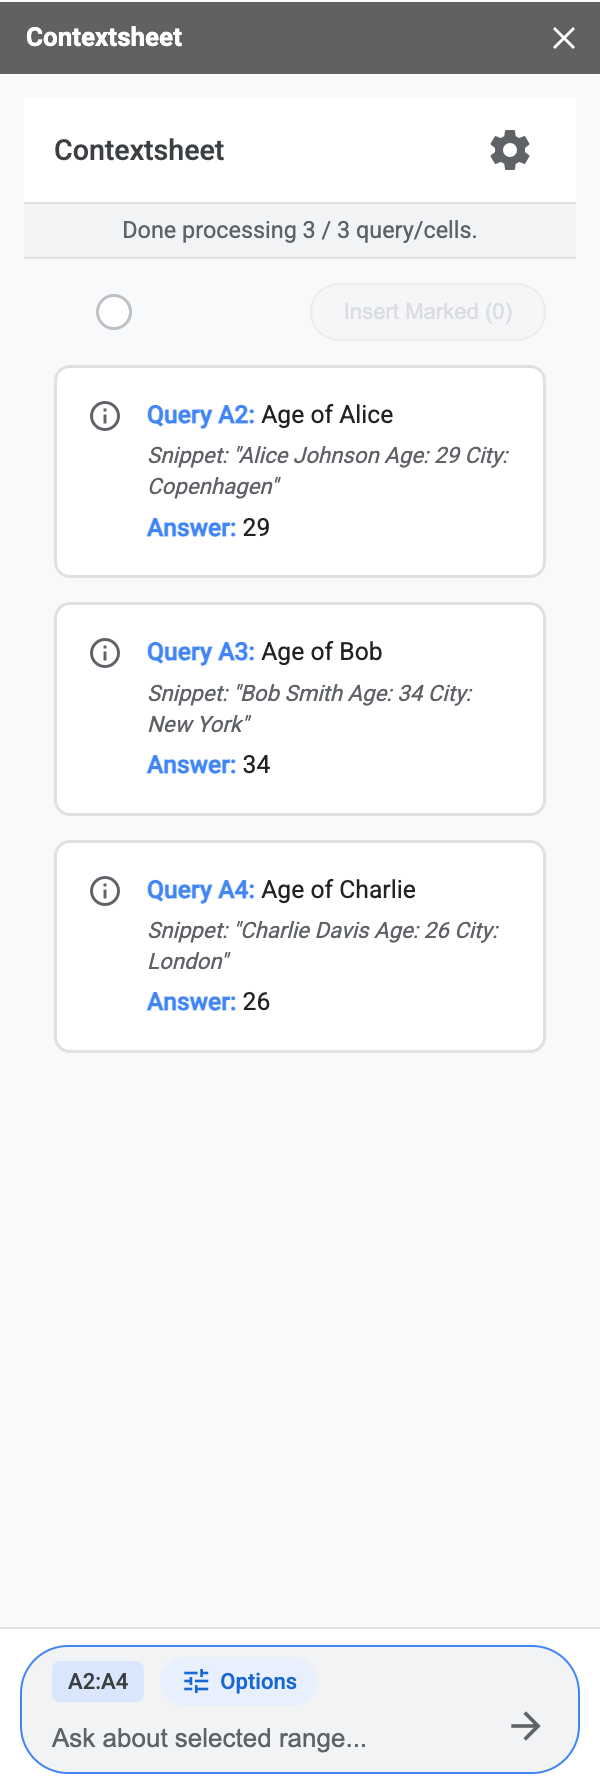 Contextsheet
Contextsheet
Done processing 3 / 3 query/cells.
Insert Marked (0)
Query A2: Age of Alice
Snippet: "Alice Johnson Age: 29 City:
Copenhagen"
Answer: 29
Query A3: Age of Bob
Snippet: "Bob Smith Age: 34 City:
New York"
Answer: 34
Query A4: Age of Charlie
Snippet: "Charlie Davis Age: 26 City:
London"
Answer: 26
A2:A4 Options
Ask about selected range...